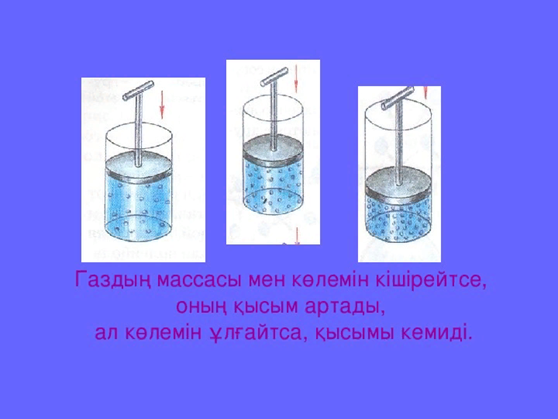 Газдың массасы мен көлемін кішірейтсе,
оның қысым артады,
ал көлемін ұлғайтса, қысымы кемиді.